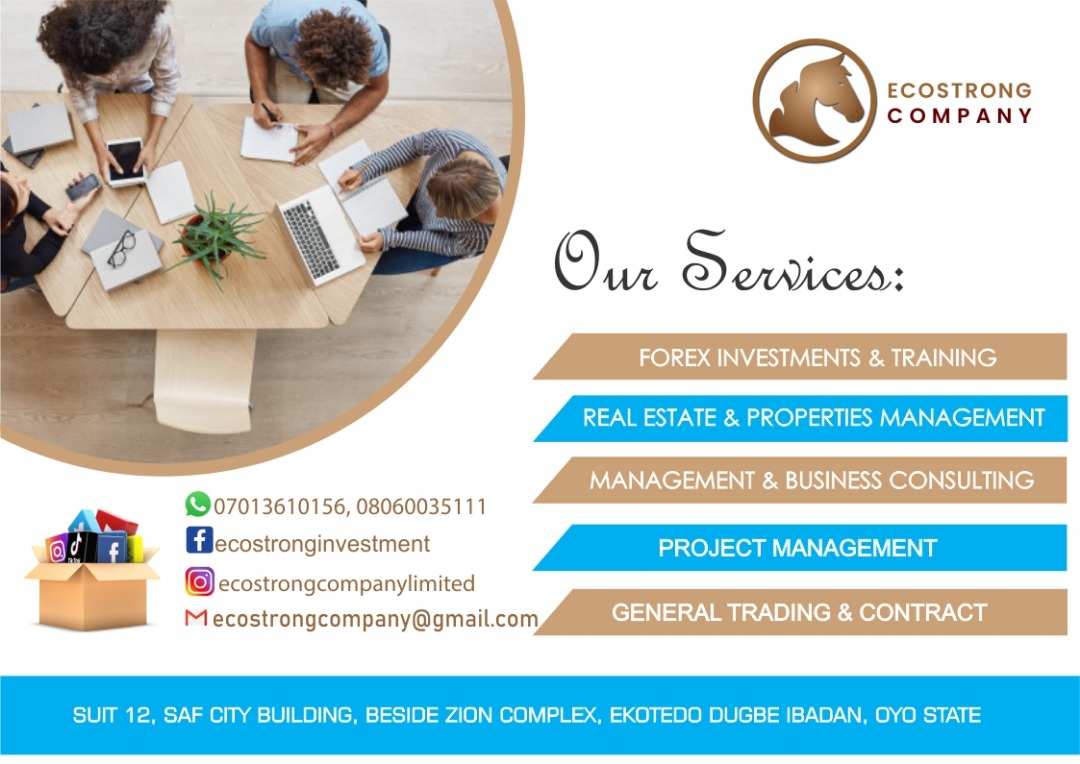 ECOSTRONG
COMPANY
Our Services:
FOREX INVESTMENTS & TRAINING
REAL ESTATE & PROPERTIES MANAGEMENT
MANAGEMENT & BUSINESS CONSULTING
PROJECT MANAGEMENT
GENERAL TRADING & CONTRACT
07013610156, 08060035111
ecostronginvestment
ecostrongcompanylimited
ecostrongcompany@gmail.com
SUIT 12, SAF CITY BUILDING, BESIDE ZION COMPLEX, EKOTEDO DUGBE IBADAN, OYO STATE